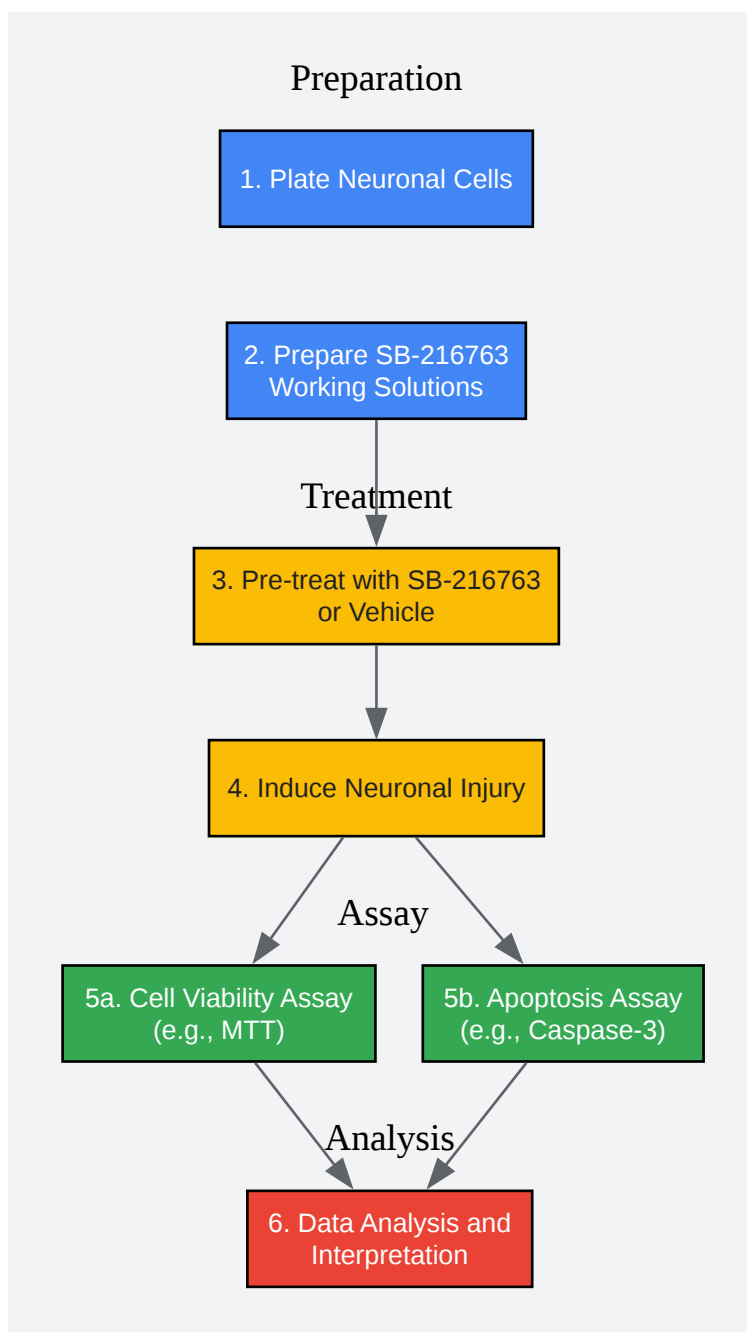 Preparation
1. Plate Neuronal Cells
2. Prepare SB-216763
Working Solutions
Treatment
3. Pre-treat with SB-216763
or Vehicle
4. Induce Neuronal Injury
Assay
5a. Cell Viability Assay
(e.g., MTT)
5b. Apoptosis Assay
(e.g., Caspase-3)
Analysis
6. Data Analysis and
Interpretation